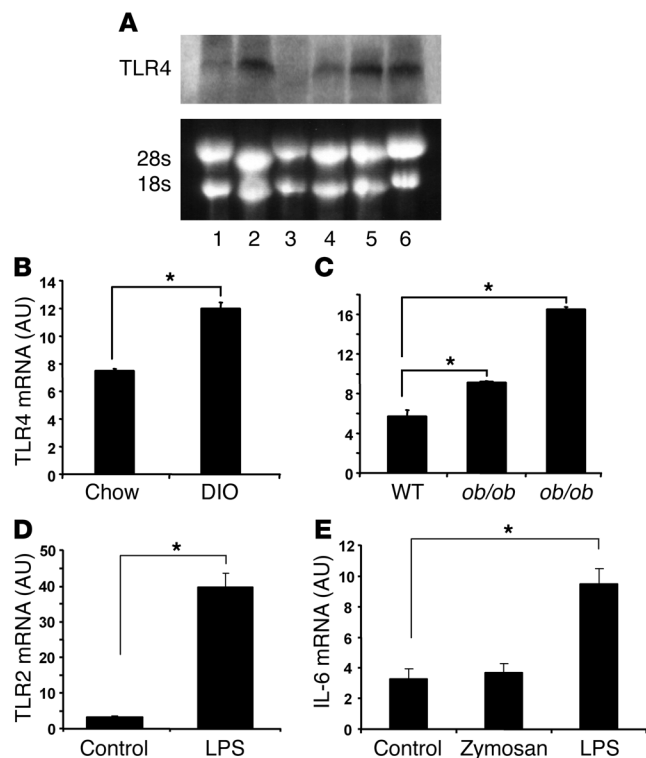 A
TLR4
28s
18s
1 2 3 4 5 6
B
TLR4 mRNA (AU)
14
12
10
8
6
4
2
0
*
Chow DIO
C
16
12
8
4
0
*
*
WT ob/ob ob/ob
D
TLR2 mRNA (AU)
50
40
30
20
10
5
0
*
Control LPS
E
IL-6 mRNA (AU)
12
10
8
6
4
2
0
*
Control Zymosan LPS